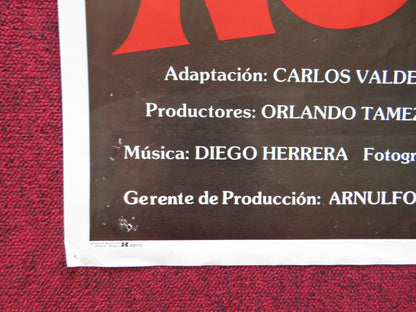 Adaptación: CARLOS VALDE
Productores: ORLANDO TAMEZ
Música: DIEGO HERRERA Fotogr
Gerente de Producción: ARNULFO